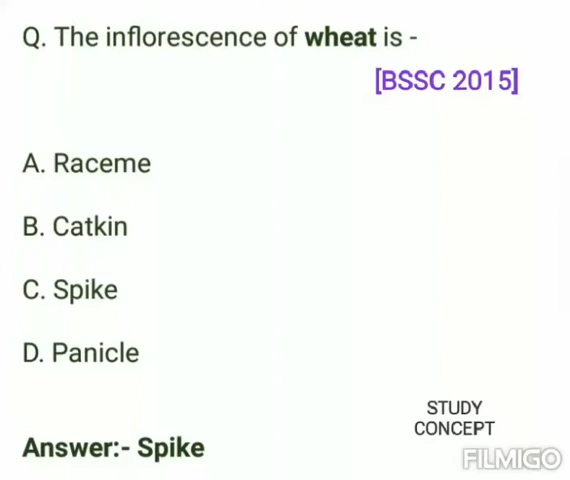 Q. The inflorescence of wheat is -
[BSSC 2015]
A. Raceme
B. Catkin
C. Spike
D. Panicle
STUDY
CONCEPT
Answer:- Spike
FILMIGO